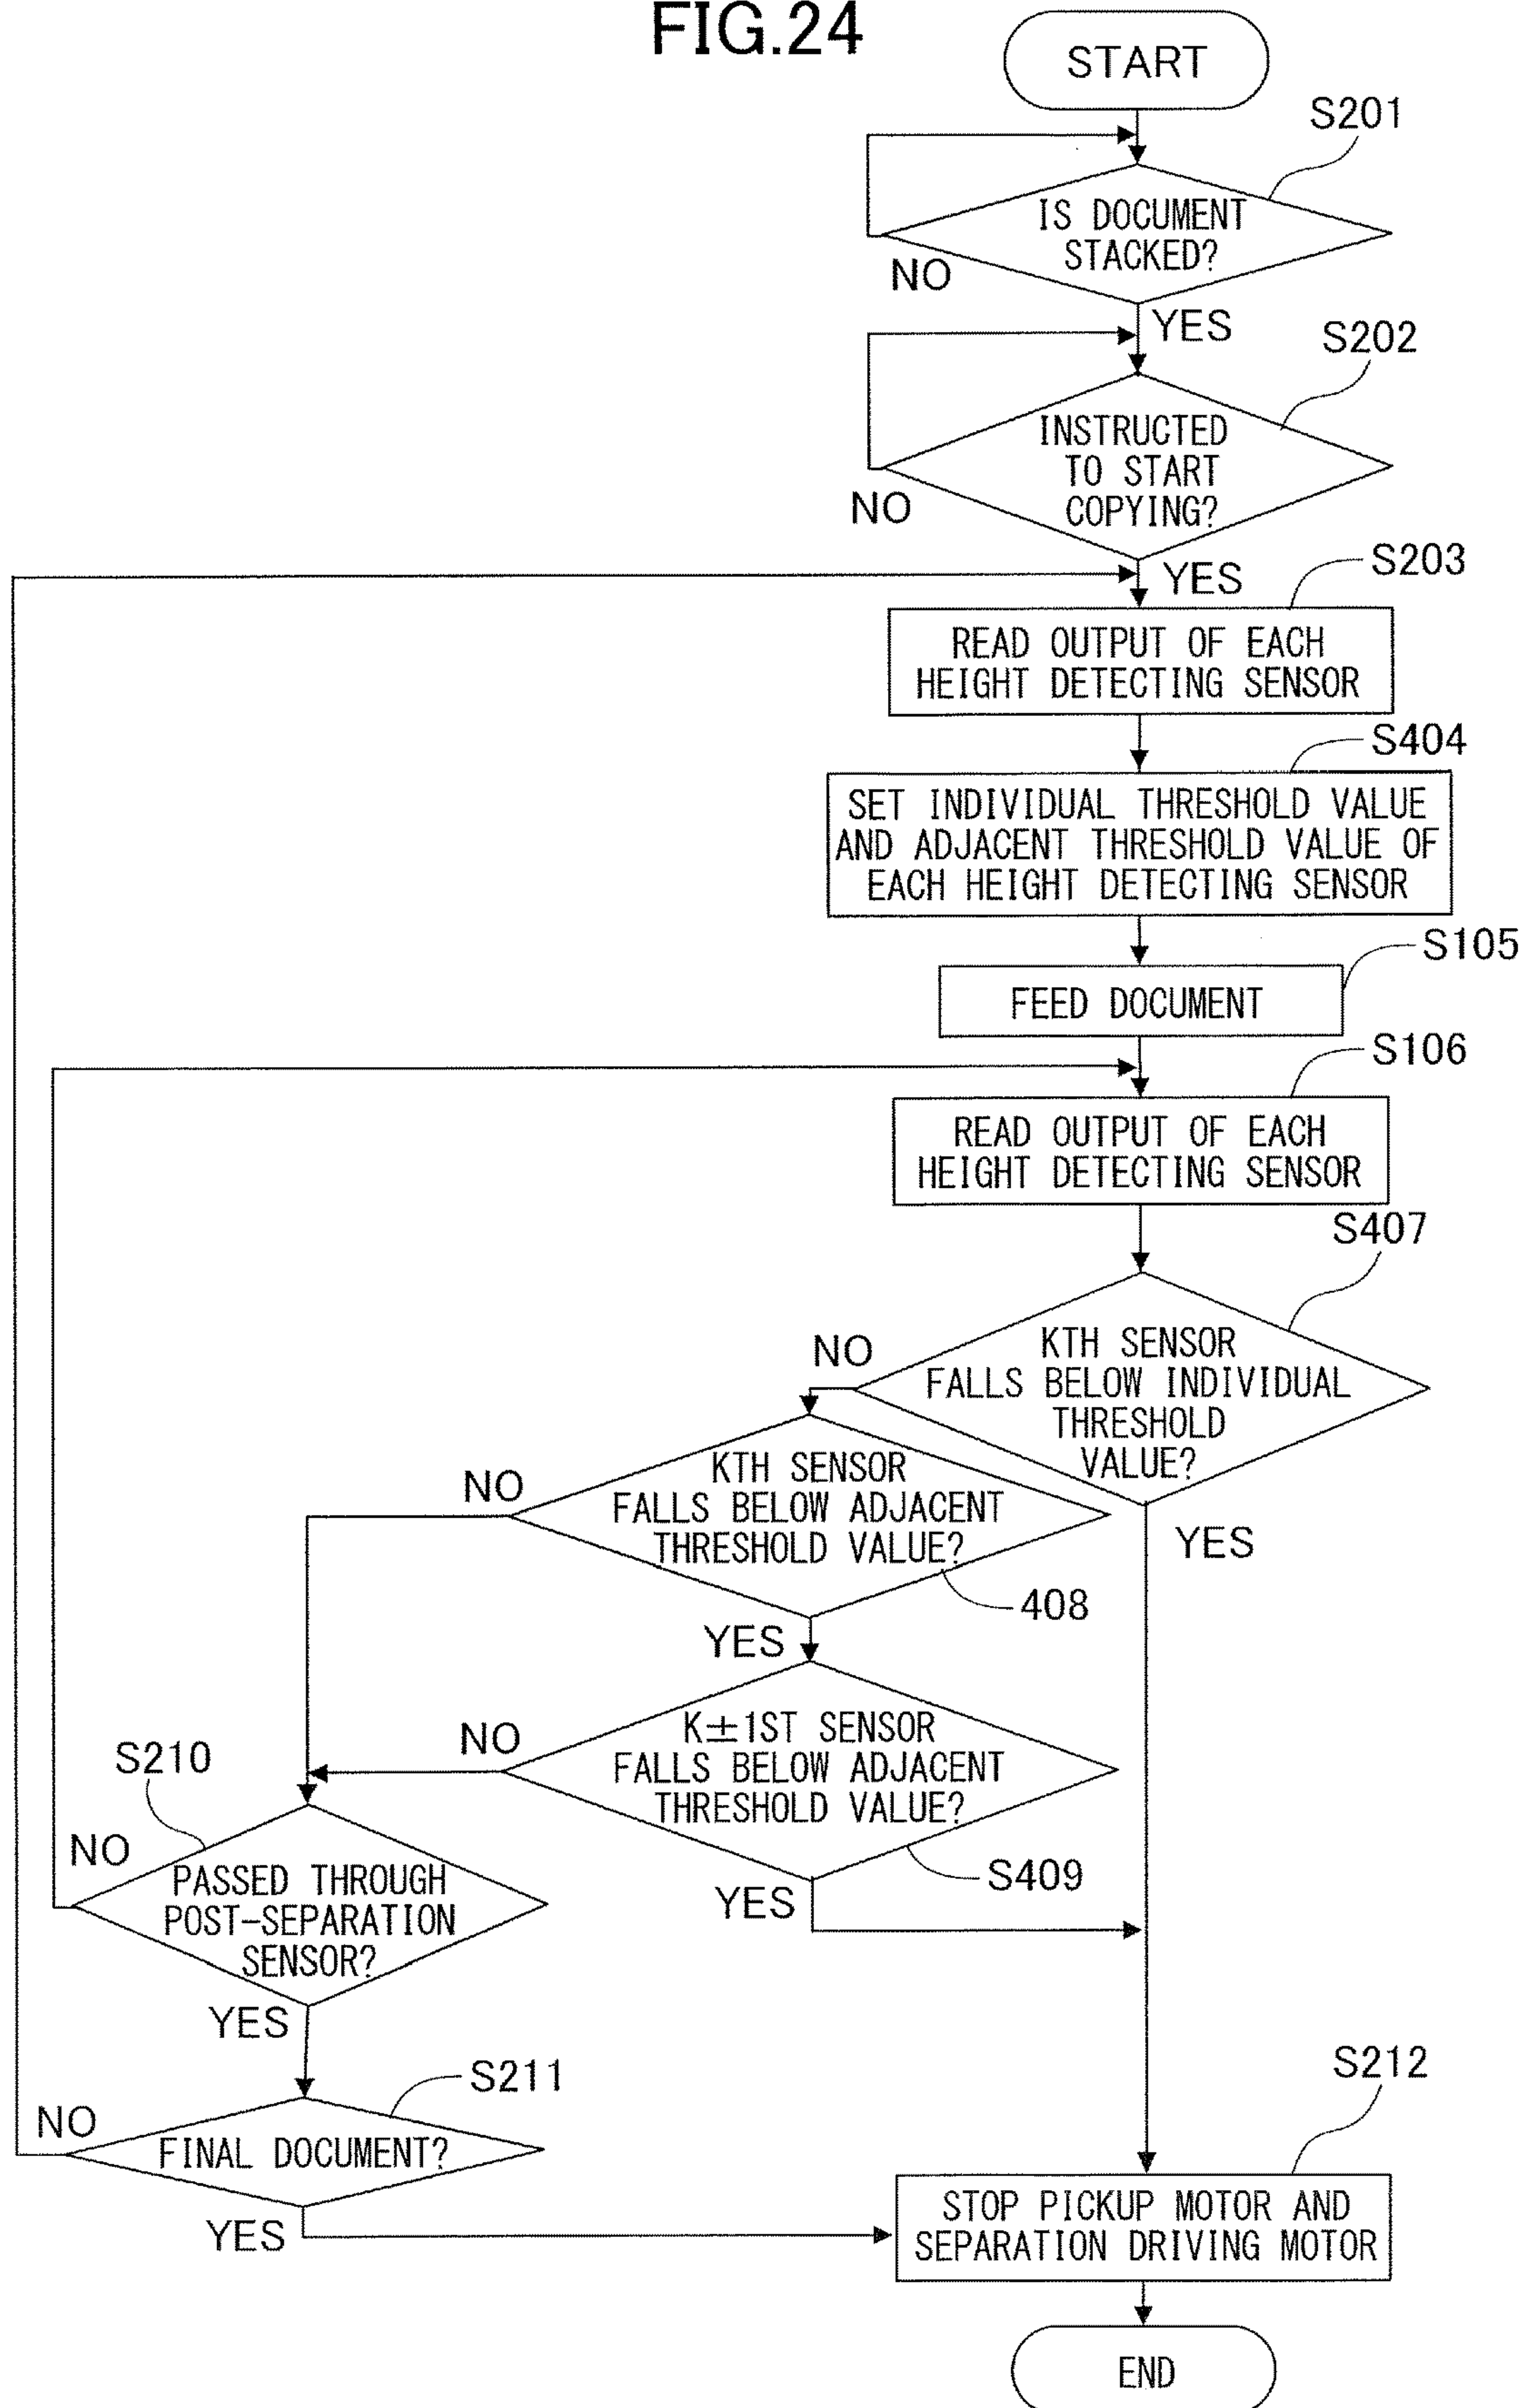 FIG.24
START
S201
IS DOCUMENT
STACKED?
NO
YES
S202
INSTRUCTED
TO START
COPYING?
NO
YES
S203
READ OUTPUT OF EACH
HEIGHT DETECTING SENSOR
S404
SET INDIVIDUAL THRESHOLD VALUE
AND ADJACENT THRESHOLD VALUE OF
EACH HEIGHT DETECTING SENSOR
S105
FEED DOCUMENT
S106
READ OUTPUT OF EACH
HEIGHT DETECTING SENSOR
S407
KTH SENSOR
FALLS BELOW INDIVIDUAL
THRESHOLD
VALUE?
NO
YES
KTH SENSOR
FALLS BELOW ADJACENT
THRESHOLD VALUE?
NO
408
YES
K±1ST SENSOR
FALLS BELOW ADJACENT
THRESHOLD VALUE?
NO
S409
YES
S210
PASSED THROUGH
POST-SEPARATION
SENSOR?
NO
YES
S211
FINAL DOCUMENT?
NO
YES
S212
STOP PICKUP MOTOR AND
SEPARATION DRIVING MOTOR
END